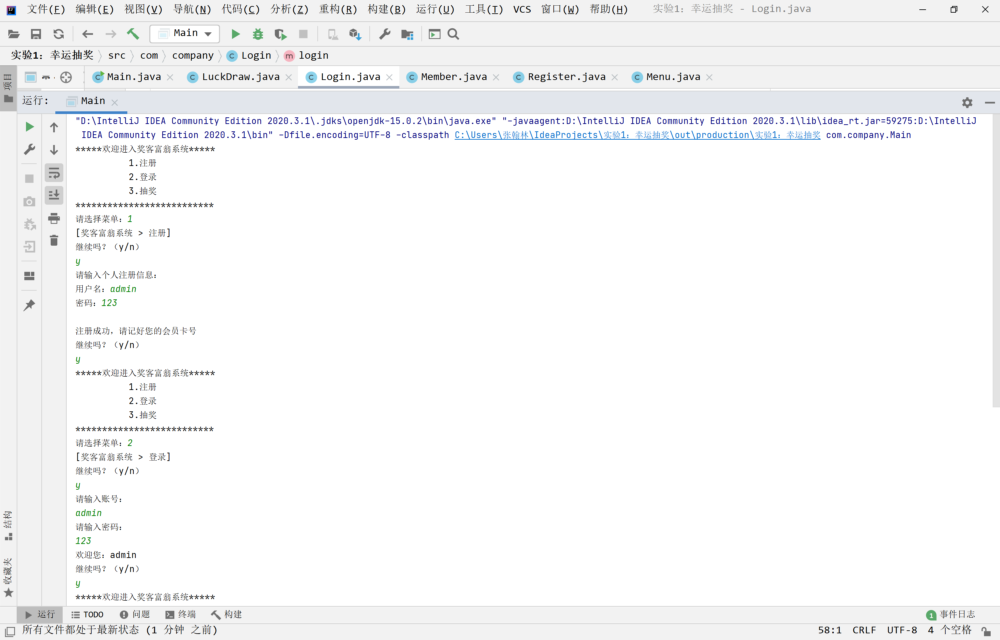 文件(F) 编辑(E) 视图(V) 导航(N) 代码(C) 分析(Z) 重构(R) 构建(B) 运行(U) 工具(T) VCS 窗口(W) 帮助(H) 实验1：幸运抽奖 - Login.java
Main
实验1：幸运抽奖 src com company Login login
项目
Main.java LuckDraw.java Login.java Member.java Register.java Menu.java
运行： Main
"D:\IntelliJ IDEA Community Edition 2020.3.1\.jdks\openjdk-15.0.2\bin\java.exe" "-javaagent:D:\IntelliJ IDEA Community Edition 2020.3.1\lib\idea_rt.jar=59275:D:\IntelliJ
IDEA Community Edition 2020.3.1\bin" -Dfile.encoding=UTF-8 -classpath C:\Users\张翰林\IdeaProjects\实验1：幸运抽奖\out\production\实验1：幸运抽奖 com.company.Main
*****欢迎进入奖客富翁系统*****
1.注册
2.登录
3.抽奖
**************************
请选择菜单：1
[奖客富翁系统 > 注册]
继续吗？（y/n）
y
请输入个人注册信息：
用户名：admin
密码：123
注册成功，请记好您的会员卡号
继续吗？（y/n）
y
*****欢迎进入奖客富翁系统*****
1.注册
2.登录
3.抽奖
**************************
请选择菜单：2
[奖客富翁系统 > 登录]
继续吗？（y/n）
y
请输入账号：
admin
请输入密码：
123
欢迎您：admin
继续吗？（y/n）
y
*****欢迎进入奖客富翁系统*****
结构
收藏夹
运行 TODO 问题 终端 构建 1 事件日志
所有文件都处于最新状态 (1 分钟 之前) 58:1 CRLF UTF-8 4 个空格